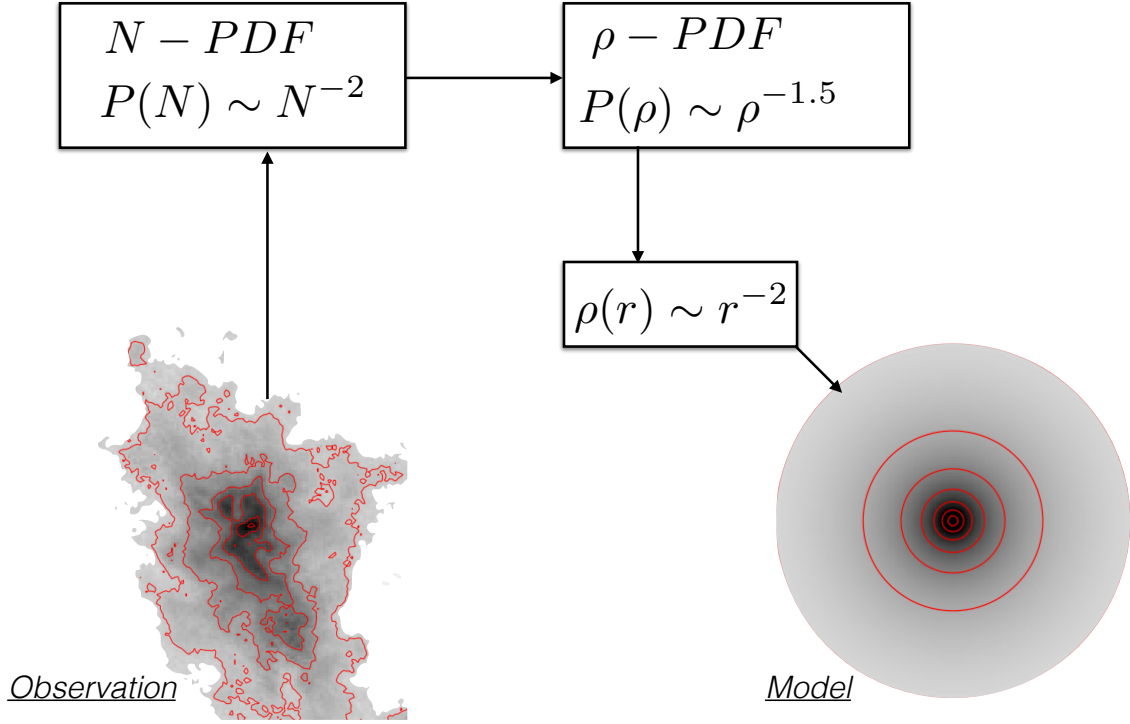 N − PDF
P(N) ∼ N^{−2}
ρ − PDF
P(ρ) ∼ ρ^{−1.5}
ρ(r) ∼ r^{−2}
Observation
Model